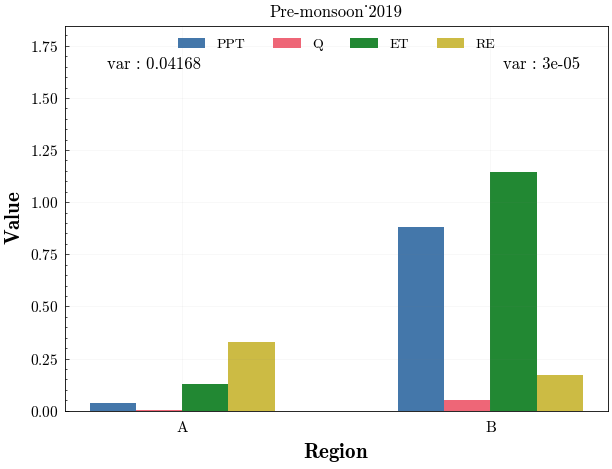 Pre-monsoon˙2019
PPT Q ET RE
var : 0.04168 var : 3e-05
1.75
1.50
1.25
1.00
0.75
0.50
0.25
0.00
Value
A B
Region